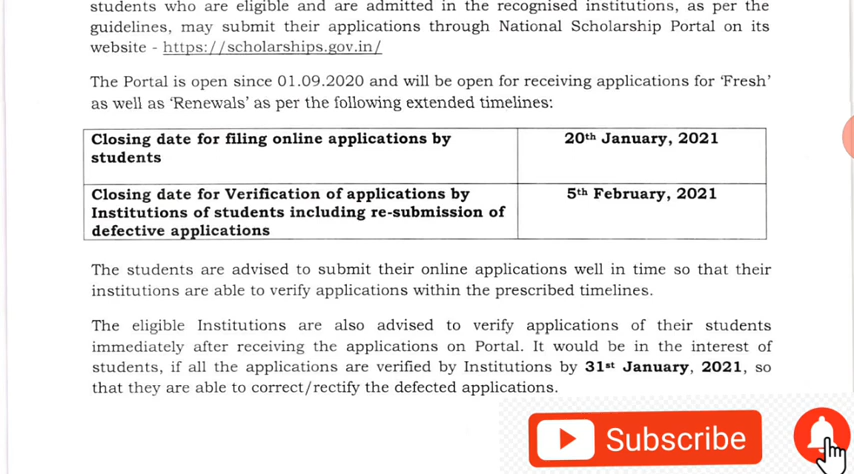 students who are eligible and are admitted in the recognised institutions, as per the
guidelines, may submit their applications through National Scholarship Portal on its
website - https://scholarships.gov.in/
The Portal is open since 01.09.2020 and will be open for receiving applications for 'Fresh'
as well as 'Renewals' as per the following extended timelines:
Closing date for filing online applications by
students
20th January, 2021
Closing date for Verification of applications by
Institutions of students including re-submission of
defective applications
5th February, 2021
The students are advised to submit their online applications well in time so that their
institutions are able to verify applications within the prescribed timelines.
The eligible Institutions are also advised to verify applications of their students
immediately after receiving the applications on Portal. It would be in the interest of
students, if all the applications are verified by Institutions by 31st January, 2021, so
that they are able to correct/rectify the defected applications.
Subscribe